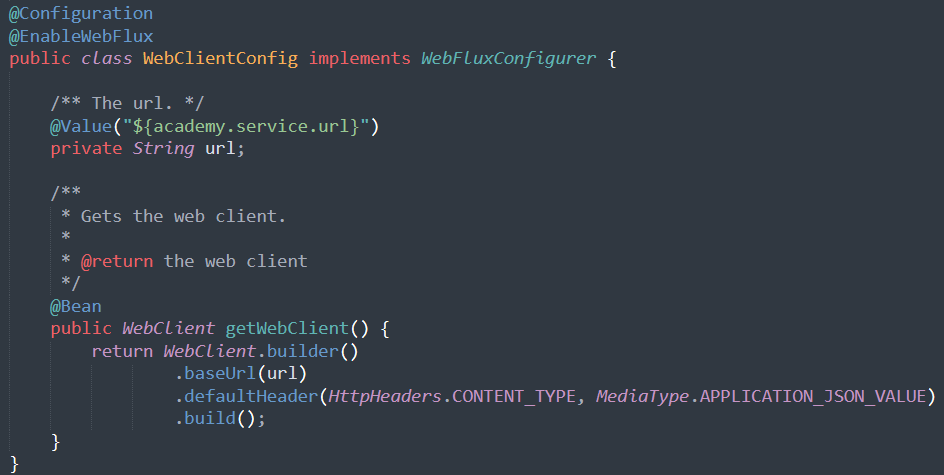 @Configuration
@EnableWebFlux
public class WebClientConfig implements WebFluxConfigurer {

    /** The url. */
    @Value("${academy.service.url}")
    private String url;

    /**
     * Gets the web client.
     *
     * @return the web client
     */
    @Bean
    public WebClient getWebClient() {
        return WebClient.builder()
                .baseUrl(url)
                .defaultHeader(HttpHeaders.CONTENT_TYPE, MediaType.APPLICATION_JSON_VALUE)
                .build();
    }
}